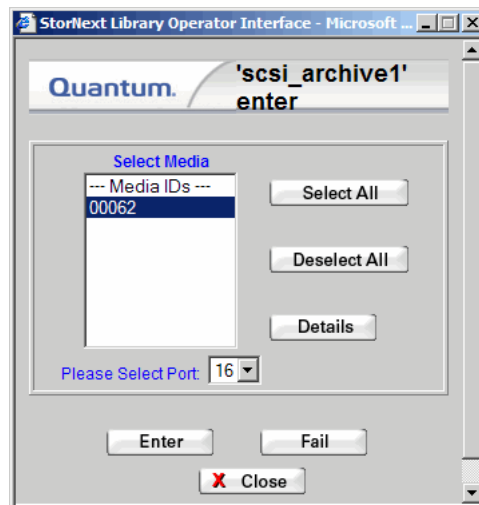 StorNext Library Operator Interface - Microsoft ...
Quantum.
'scsi_archive1'
enter
Select Media
--- Media IDs ---
00062
Select All
Deselect All
Details
Please Select Port: 16
Enter
Fail
X Close